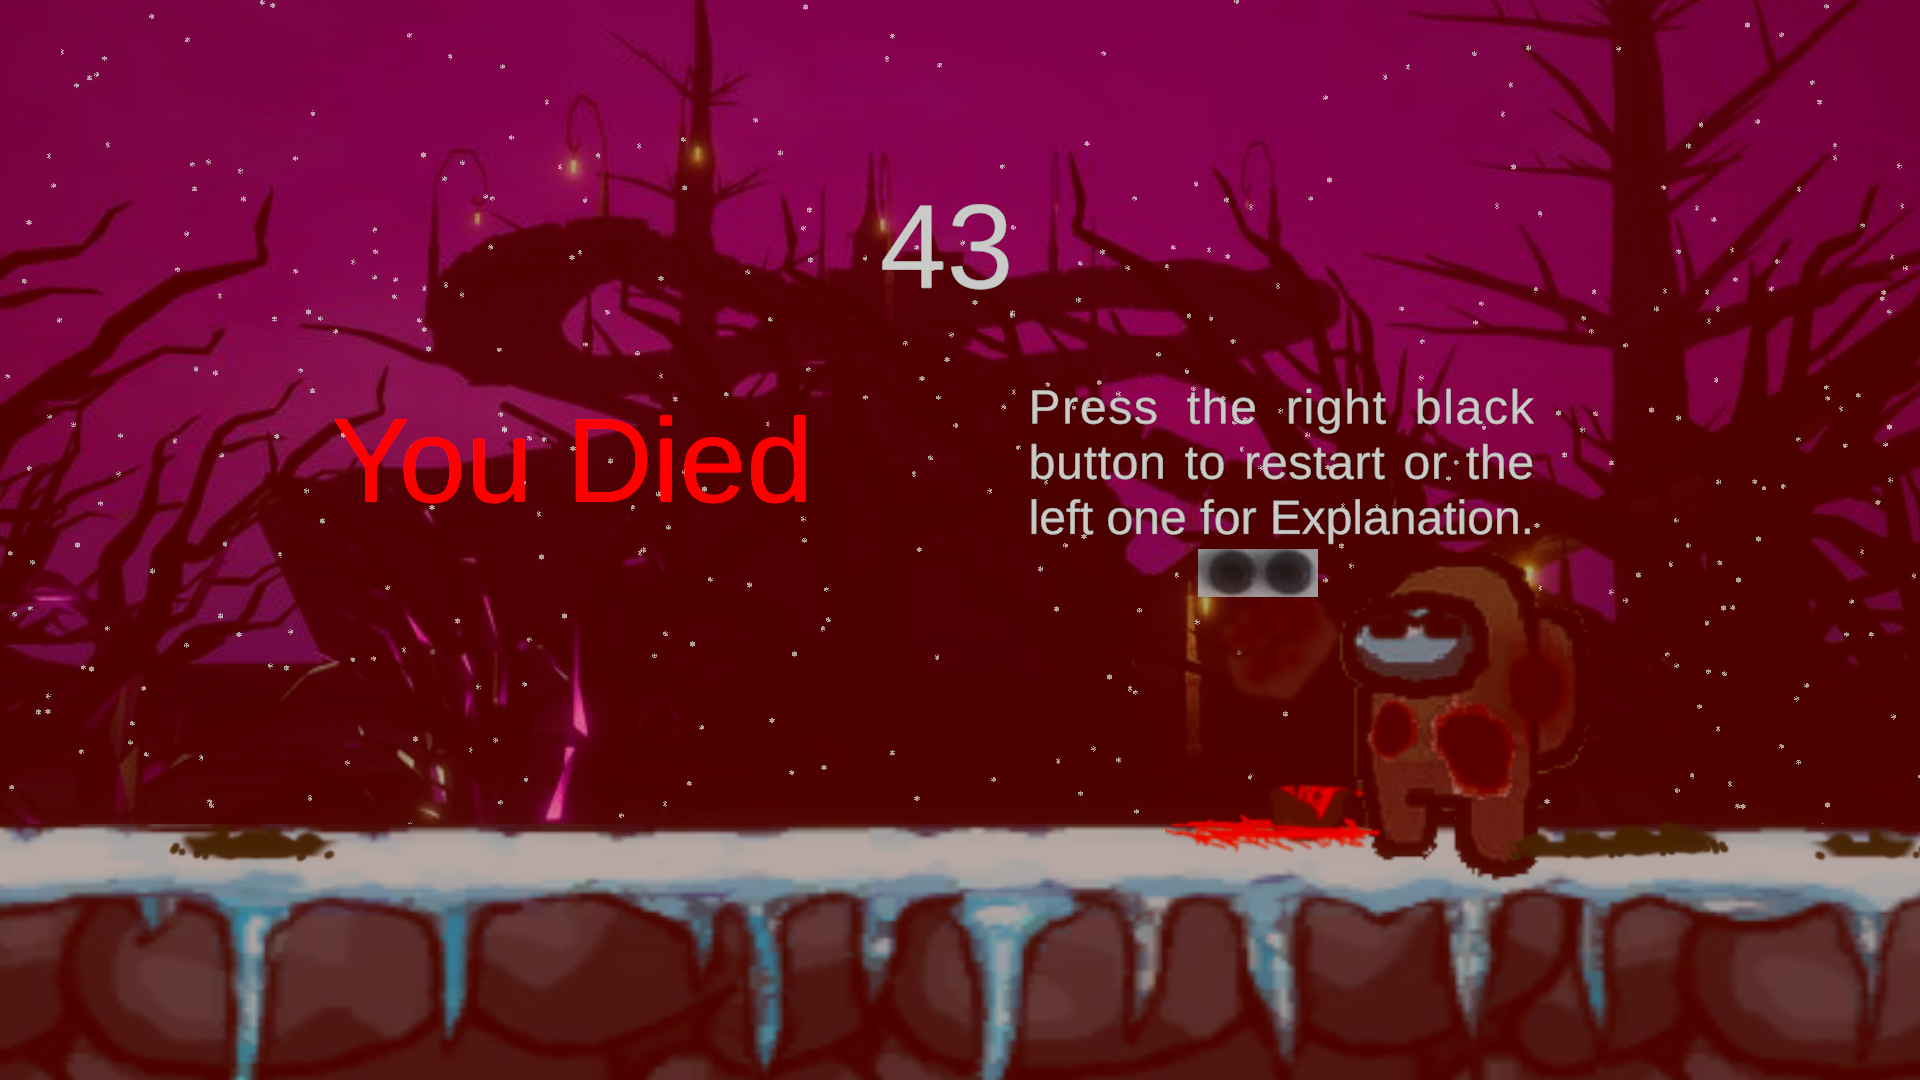 43
You Died
Press the right black
button to restart or the
left one for Explanation.